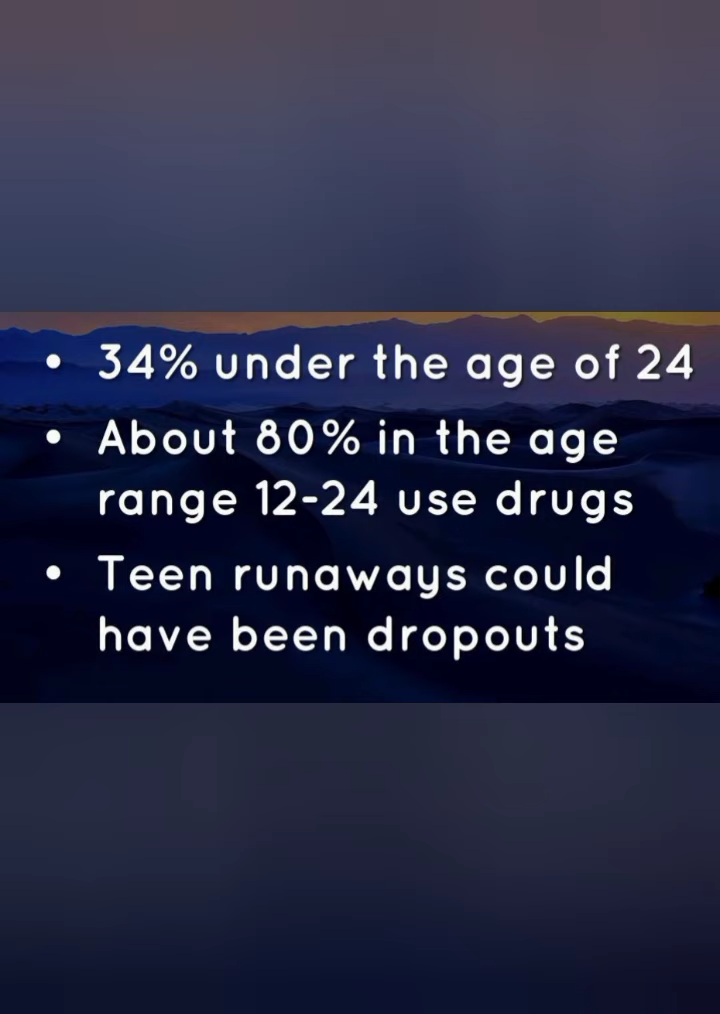 • 34% under the age of 24
• About 80% in the age
range 12-24 use drugs
• Teen runaways could
have been dropouts